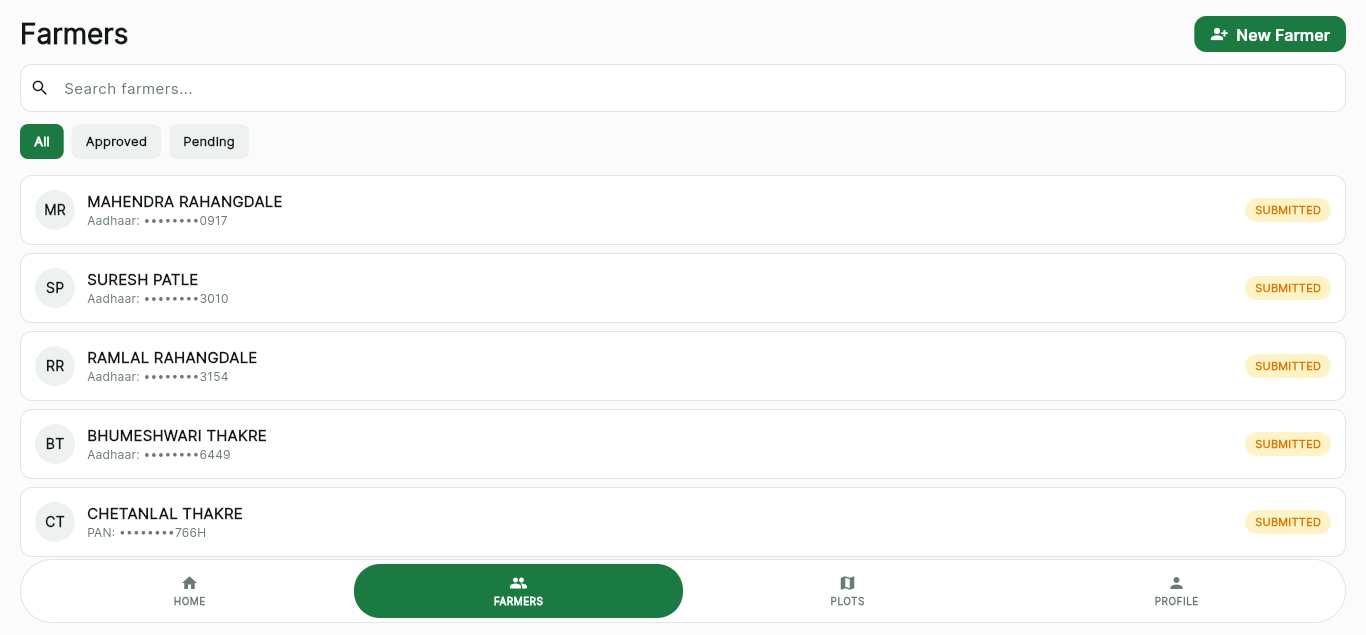 Farmers
New Farmer
Search farmers...
All
Approved
Pending
MR
MAHENDRA RAHANGDALE
Aadhaar: ••••••••0917
SUBMITTED
SP
SURESH PATLE
Aadhaar: ••••••••3010
SUBMITTED
RR
RAMLAL RAHANGDALE
Aadhaar: ••••••••3154
SUBMITTED
BT
BHUMESHWARI THAKRE
Aadhaar: ••••••••6449
SUBMITTED
CT
CHETANLAL THAKRE
PAN: ••••••••766H
SUBMITTED
HOME
FARMERS
PLOTS
PROFILE